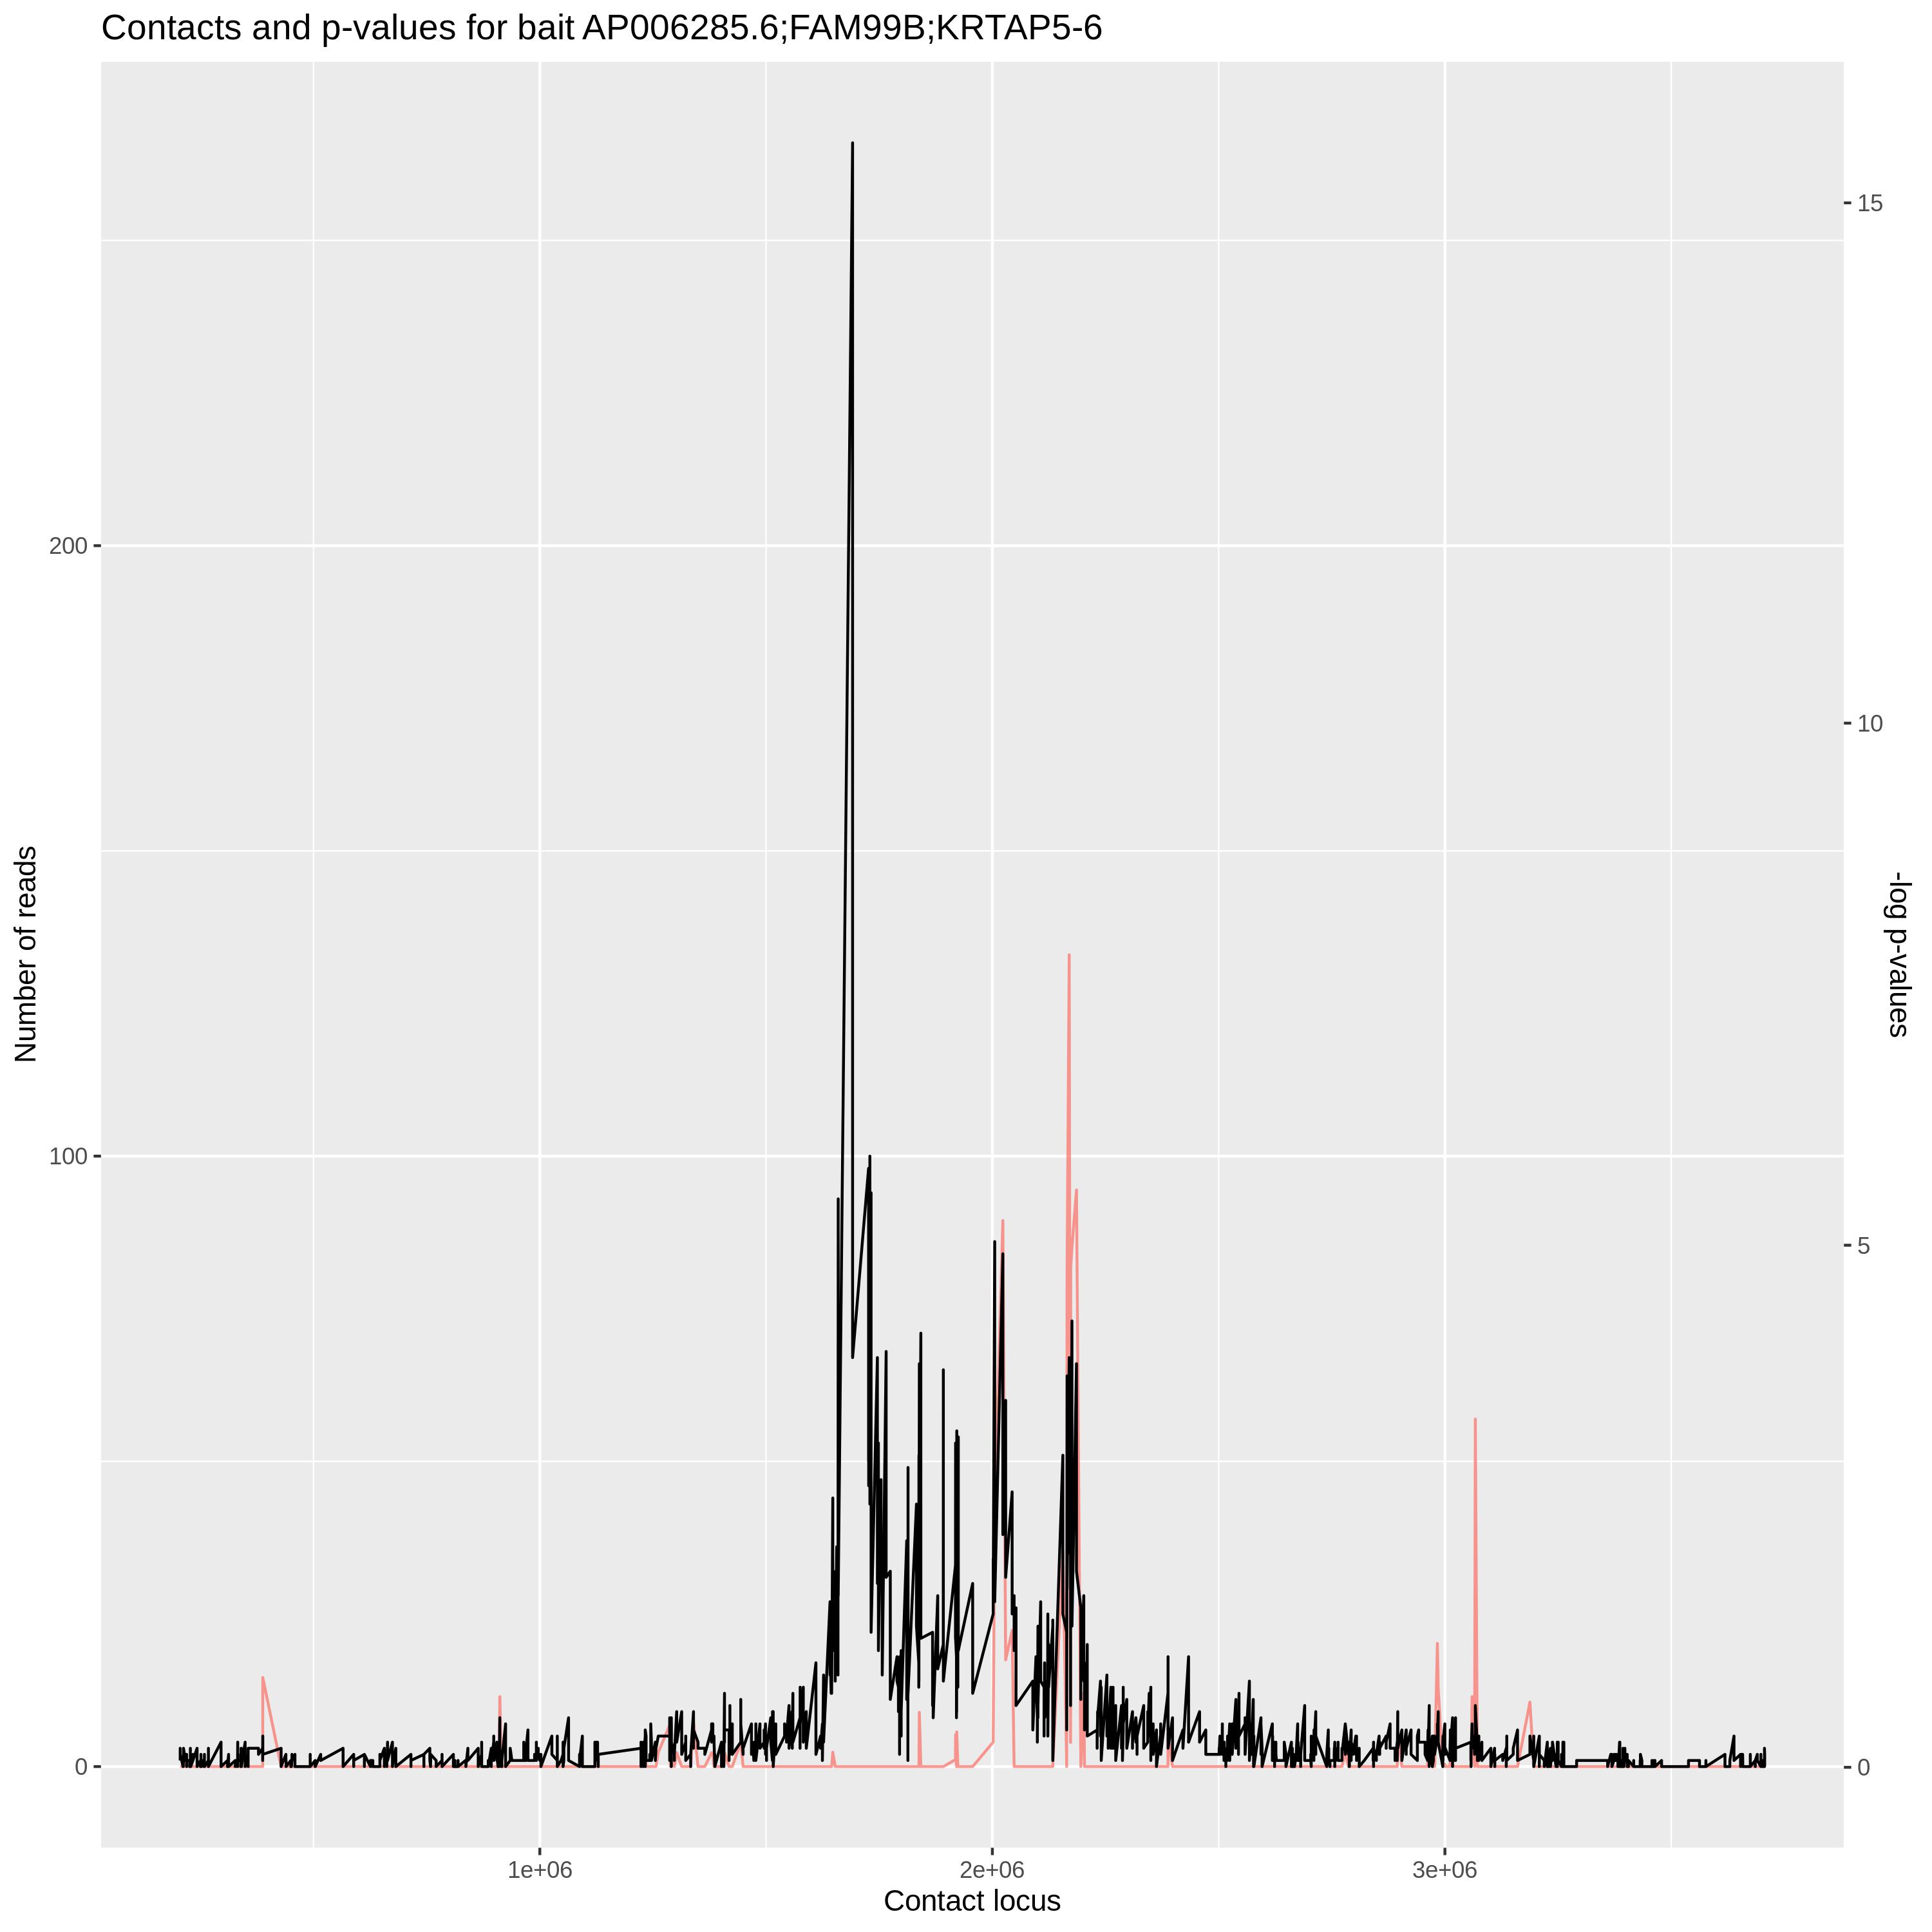 Contacts and p-values for bait AP006285.6;FAM99B;KRTAP5-6
15
200
10
Number of reads
-log p-values
100
5
0
0
1e+06
2e+06
3e+06
Contact locus